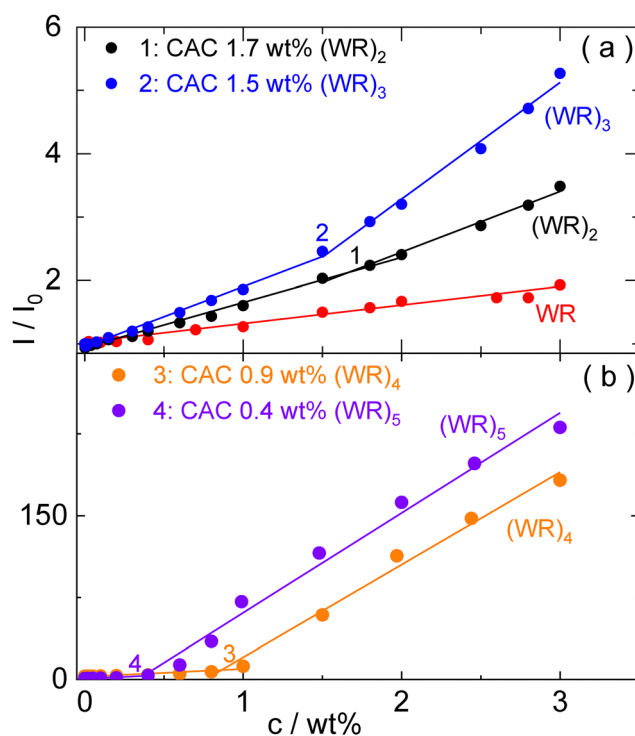 6
4
2
I / I₀
1: CAC 1.7 wt% (WR)₂
2: CAC 1.5 wt% (WR)₃
( a )
(WR)₃
2
1
(WR)₂
WR
( b )
3: CAC 0.9 wt% (WR)₄
4: CAC 0.4 wt% (WR)₅
(WR)₅
150
(WR)₄
4
3
0
0 1 2 3
c / wt%